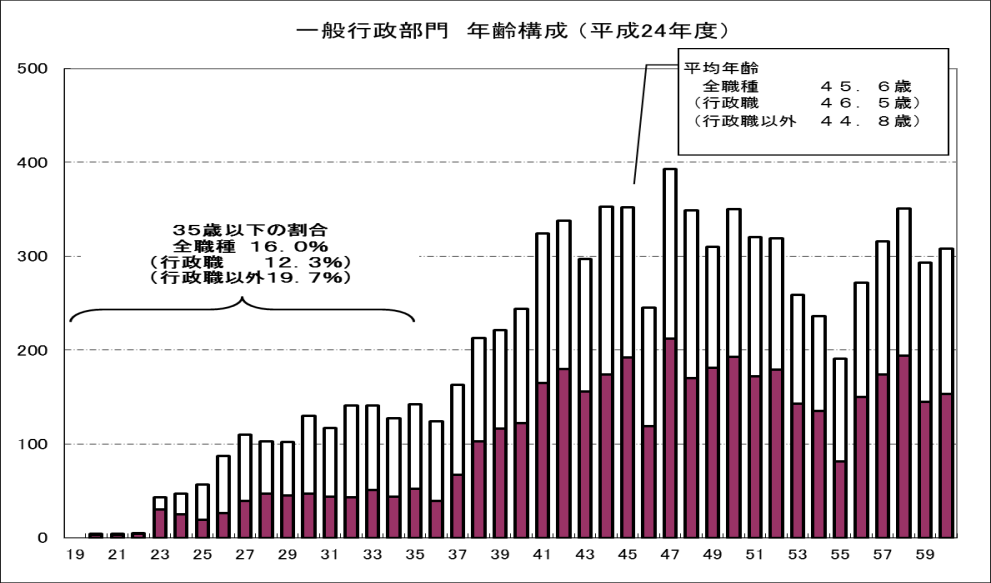 一般行政部門 年齢構成（平成24年度）
平均年齢
全職種 ４５．６歳
（行政職 ４６．５歳）
（行政職以外 ４４．８歳）
35歳以下の割合
全職種 16.0%
（行政職 12.3%）
（行政職以外19.7%）
500
400
300
200
100
0
19 21 23 25 27 29 31 33 35 37 39 41 43 45 47 49 51 53 55 57 59